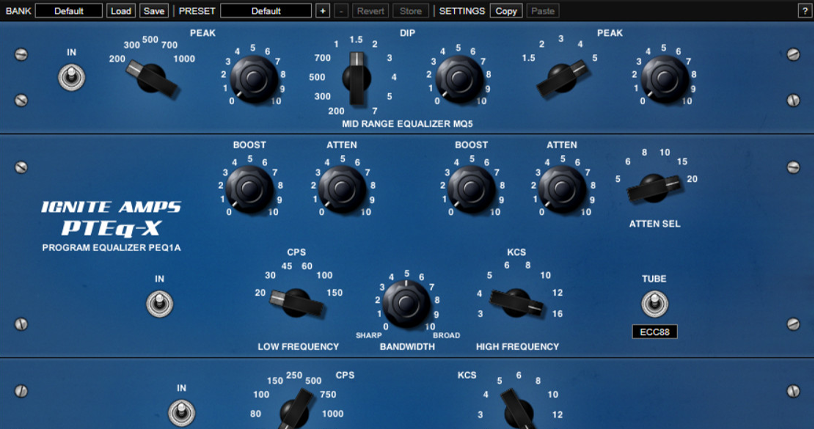 BANK Default Load Save PRESET Default + - Revert Store SETTINGS Copy Paste ?
PEAK DIP PEAK
IN
200 300 500 700 1000
0 1 2 3 4 5 6 7 8 9 10
200 300 500 700 1 1.5 2 3 4 5 7
0 1 2 3 4 5 6 7 8 9 10
1.5 2 3 4 5
0 1 2 3 4 5 6 7 8 9 10
MID RANGE EQUALIZER MQ5
BOOST ATTEN BOOST ATTEN
0 1 2 3 4 5 6 7 8 9 10
0 1 2 3 4 5 6 7 8 9 10
0 1 2 3 4 5 6 7 8 9 10
0 1 2 3 4 5 6 7 8 9 10
5 6 8 10 15 20
ATTEN SEL
IGNITE AMPS
PTEq-X
PROGRAM EQUALIZER PEQ1A
IN
CPS
20 30 45 60 100 150
LOW FREQUENCY
0 1 2 3 4 5 6 7 8 9 10
SHARP BROAD
BANDWIDTH
KCS
3 4 5 6 8 10 12 16
HIGH FREQUENCY
TUBE
ECC88
IN
CPS
80 100 150 250 500 750 1000
KCS
3 4 5 6 8 10 12